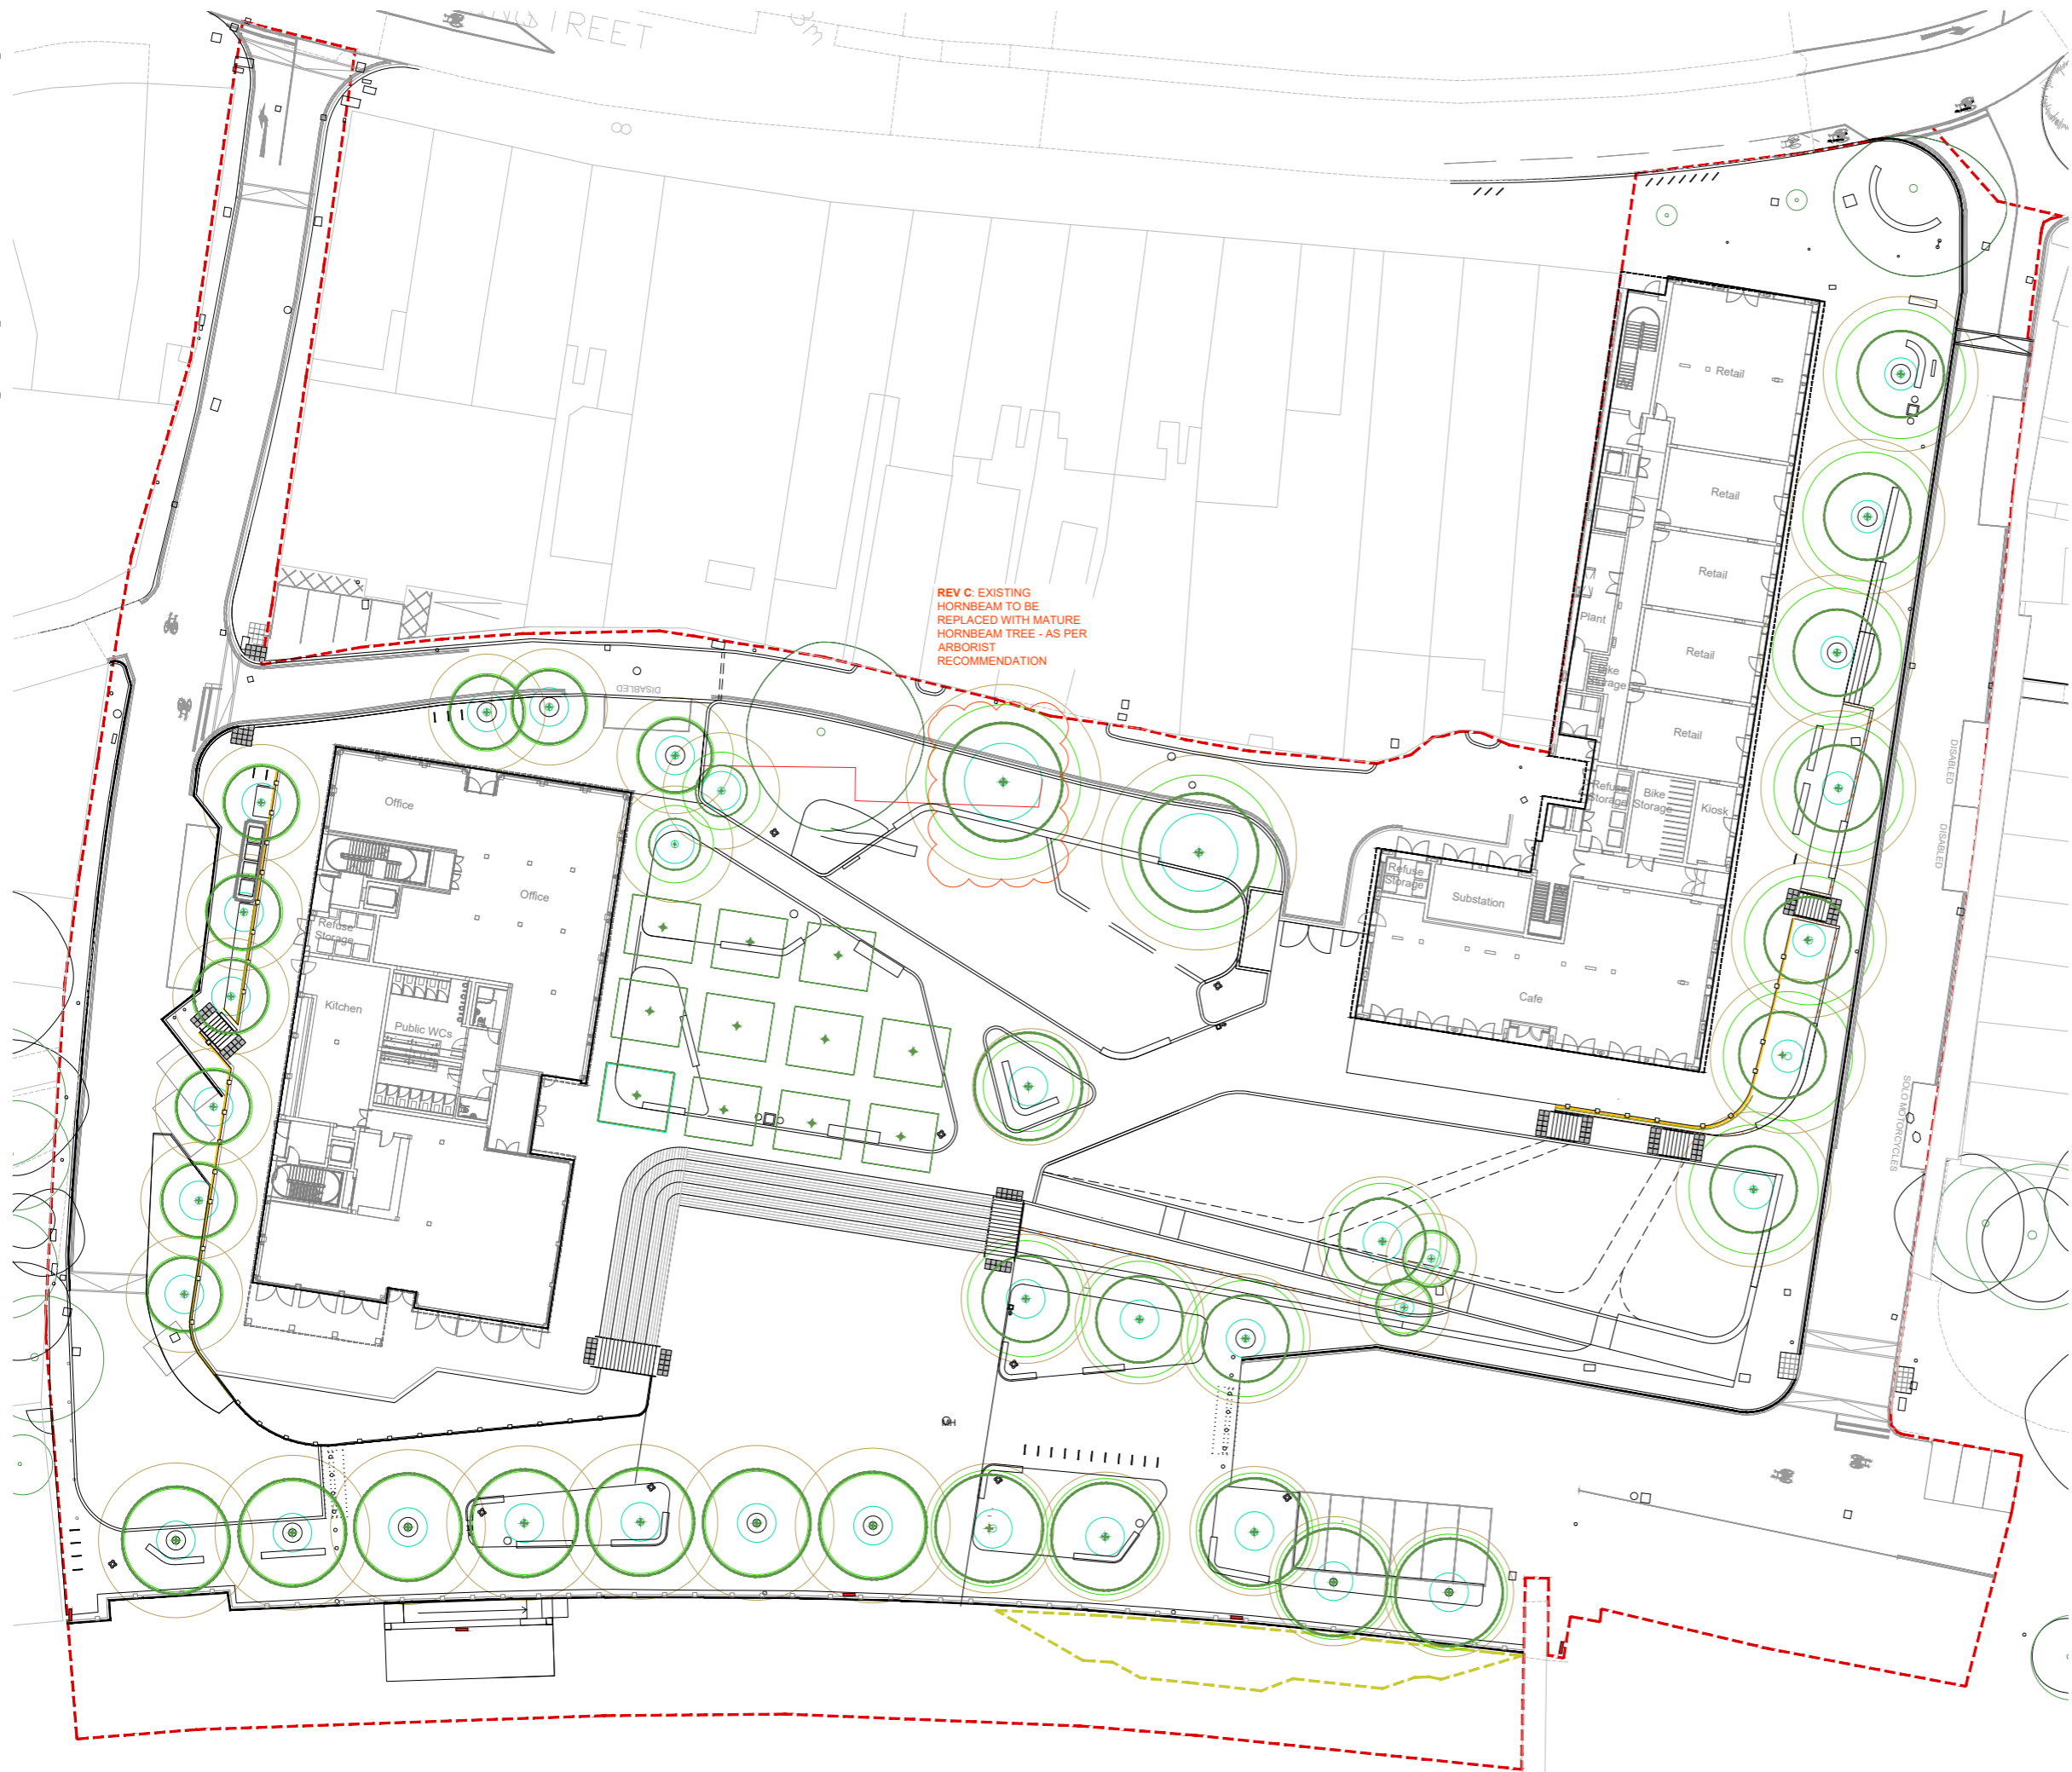 STREET
REV C: EXISTING
HORNBEAM TO BE
REPLACED WITH MATURE
HORNBEAM TREE - AS PER
ARBORIST
RECOMMENDATION
Retail
Retail
Retail
Plant
Retail
Bike
Storage
Retail
DISABLED
DISABLED
Refuse
Storage
Bike
Storage
Kiosk
DISABLED
Office
Office
Refuse
Storage
Refuse
Storage
Substation
Cafe
Kitchen
Public WCs
SOLO MOTORCYCLES
MH